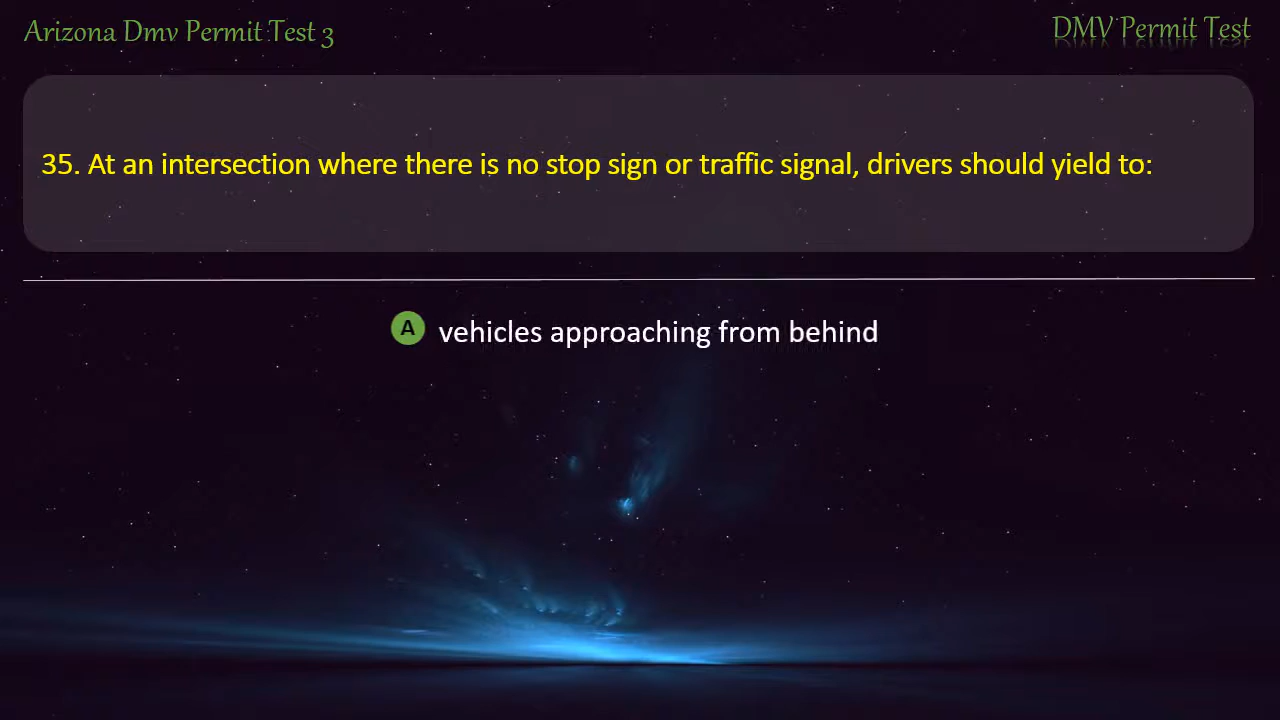 Arizona Dmv Permit Test 3
DMV Permit Test
35. At an intersection where there is no stop sign or traffic signal, drivers should yield to:
A vehicles approaching from behind